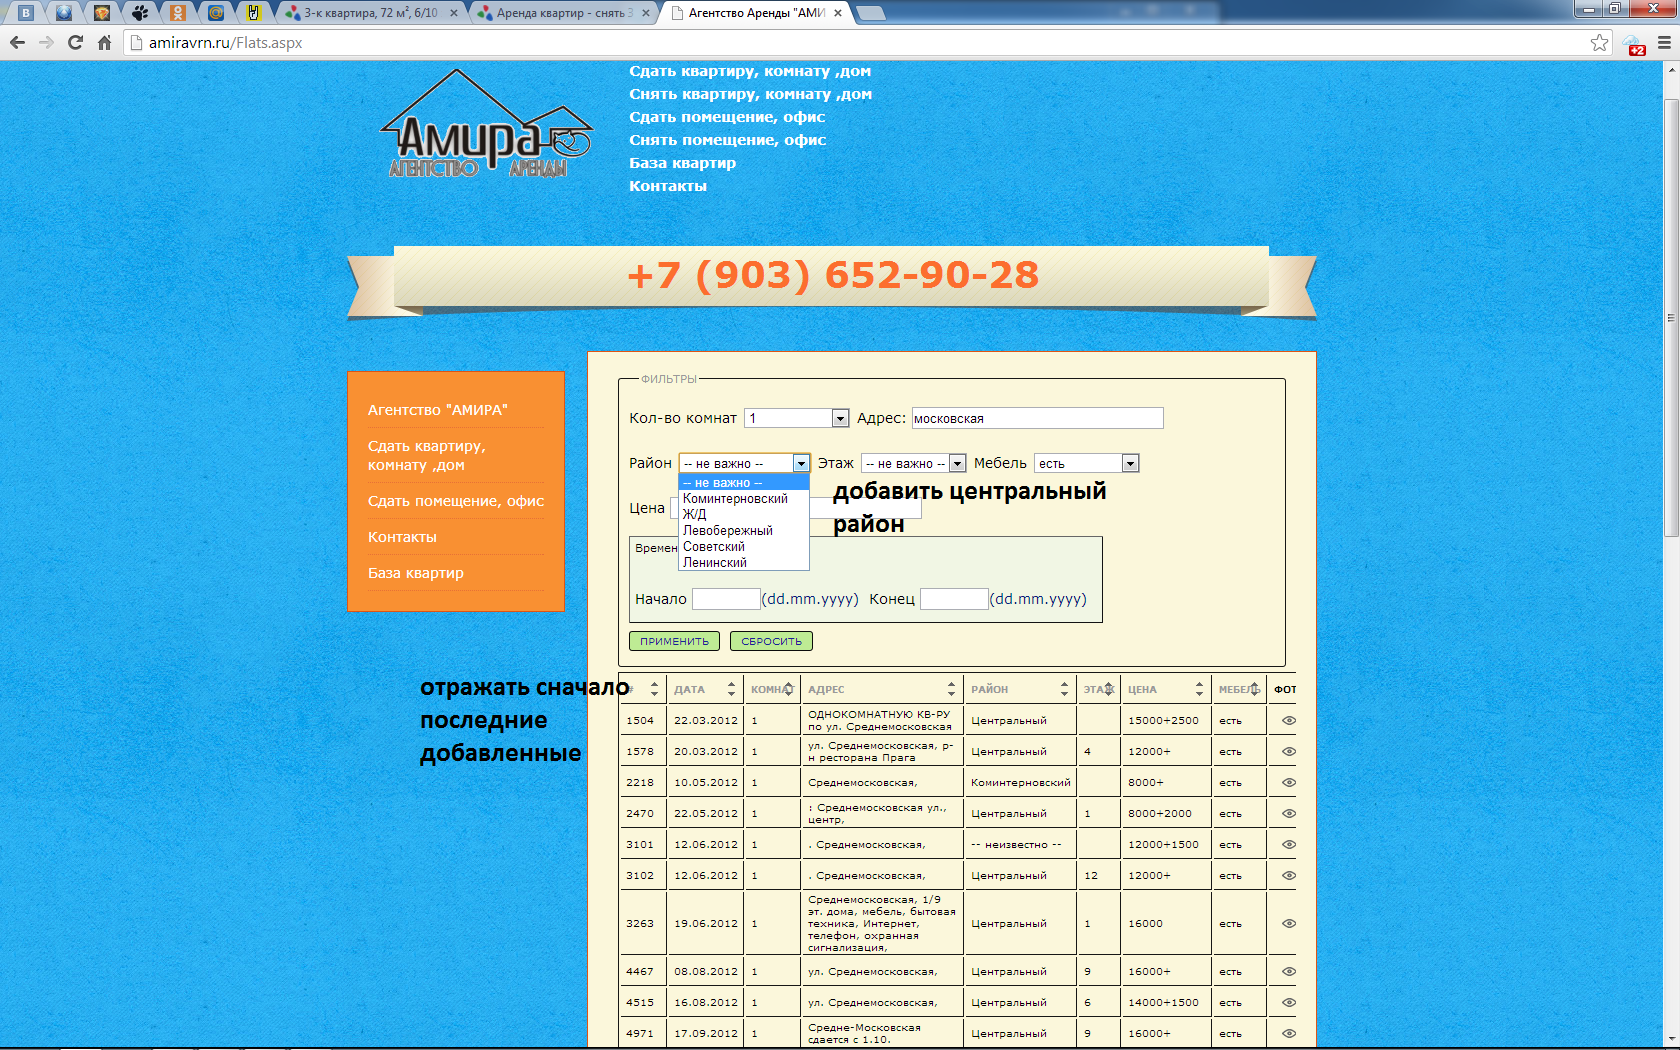 3-к квартира, 72 м², 6/10
Аренда квартир - снять 3
Агентство Аренды "АМИ
amiravrn.ru/Flats.aspx
+2
Амира
АГЕНТСТВО АРЕНДЫ
Сдать квартиру, комнату ,дом
Снять квартиру, комнату ,дом
Сдать помещение, офис
Снять помещение, офис
База квартир
Контакты
+7 (903) 652-90-28
Агентство "АМИРА"
Сдать квартиру,
комнату ,дом
Сдать помещение, офис
Контакты
База квартир
ФИЛЬТРЫ
Кол-во комнат 1 Адрес: московская
Район -- не важно -- Этаж -- не важно -- Мебель есть
-- не важно --
Коминтерновский
Ж/Д
Левобережный
Советский
Ленинский
добавить центральный
район
Цена
Времен
Начало (dd.mm.yyyy) Конец (dd.mm.yyyy)
ПРИМЕНИТЬ СБРОСИТЬ
отражать сначало
последние
добавленные
# ДАТА КОМНАТ АДРЕС РАЙОН ЭТАЖ ЦЕНА МЕБЕЛЬ ФОТ
1504 22.03.2012 1 ОДНОКОМНАТНУЮ КВ-РУ по ул. Среднемосковская Центральный 15000+2500 есть
1578 20.03.2012 1 ул. Среднемосковская, р-н ресторана Прага Центральный 4 12000+ есть
2218 10.05.2012 1 Среднемосковская, Коминтерновский 8000+ есть
2470 22.05.2012 1 : Среднемосковская ул., центр, Центральный 1 8000+2000 есть
3101 12.06.2012 1 . Среднемосковская, -- неизвестно -- 12000+1500 есть
3102 12.06.2012 1 . Среднемосковская, Центральный 12 12000+ есть
3263 19.06.2012 1 Среднемосковская, 1/9 эт. дома, мебель, бытовая техника, Интернет, телефон, охранная сигнализация, Центральный 1 16000 есть
4467 08.08.2012 1 ул. Среднемосковская, Центральный 9 16000+ есть
4515 16.08.2012 1 ул. Среднемосковская, Центральный 6 14000+1500 есть
4971 17.09.2012 1 Средне-Московская сдается с 1.10. Центральный 9 16000+ есть